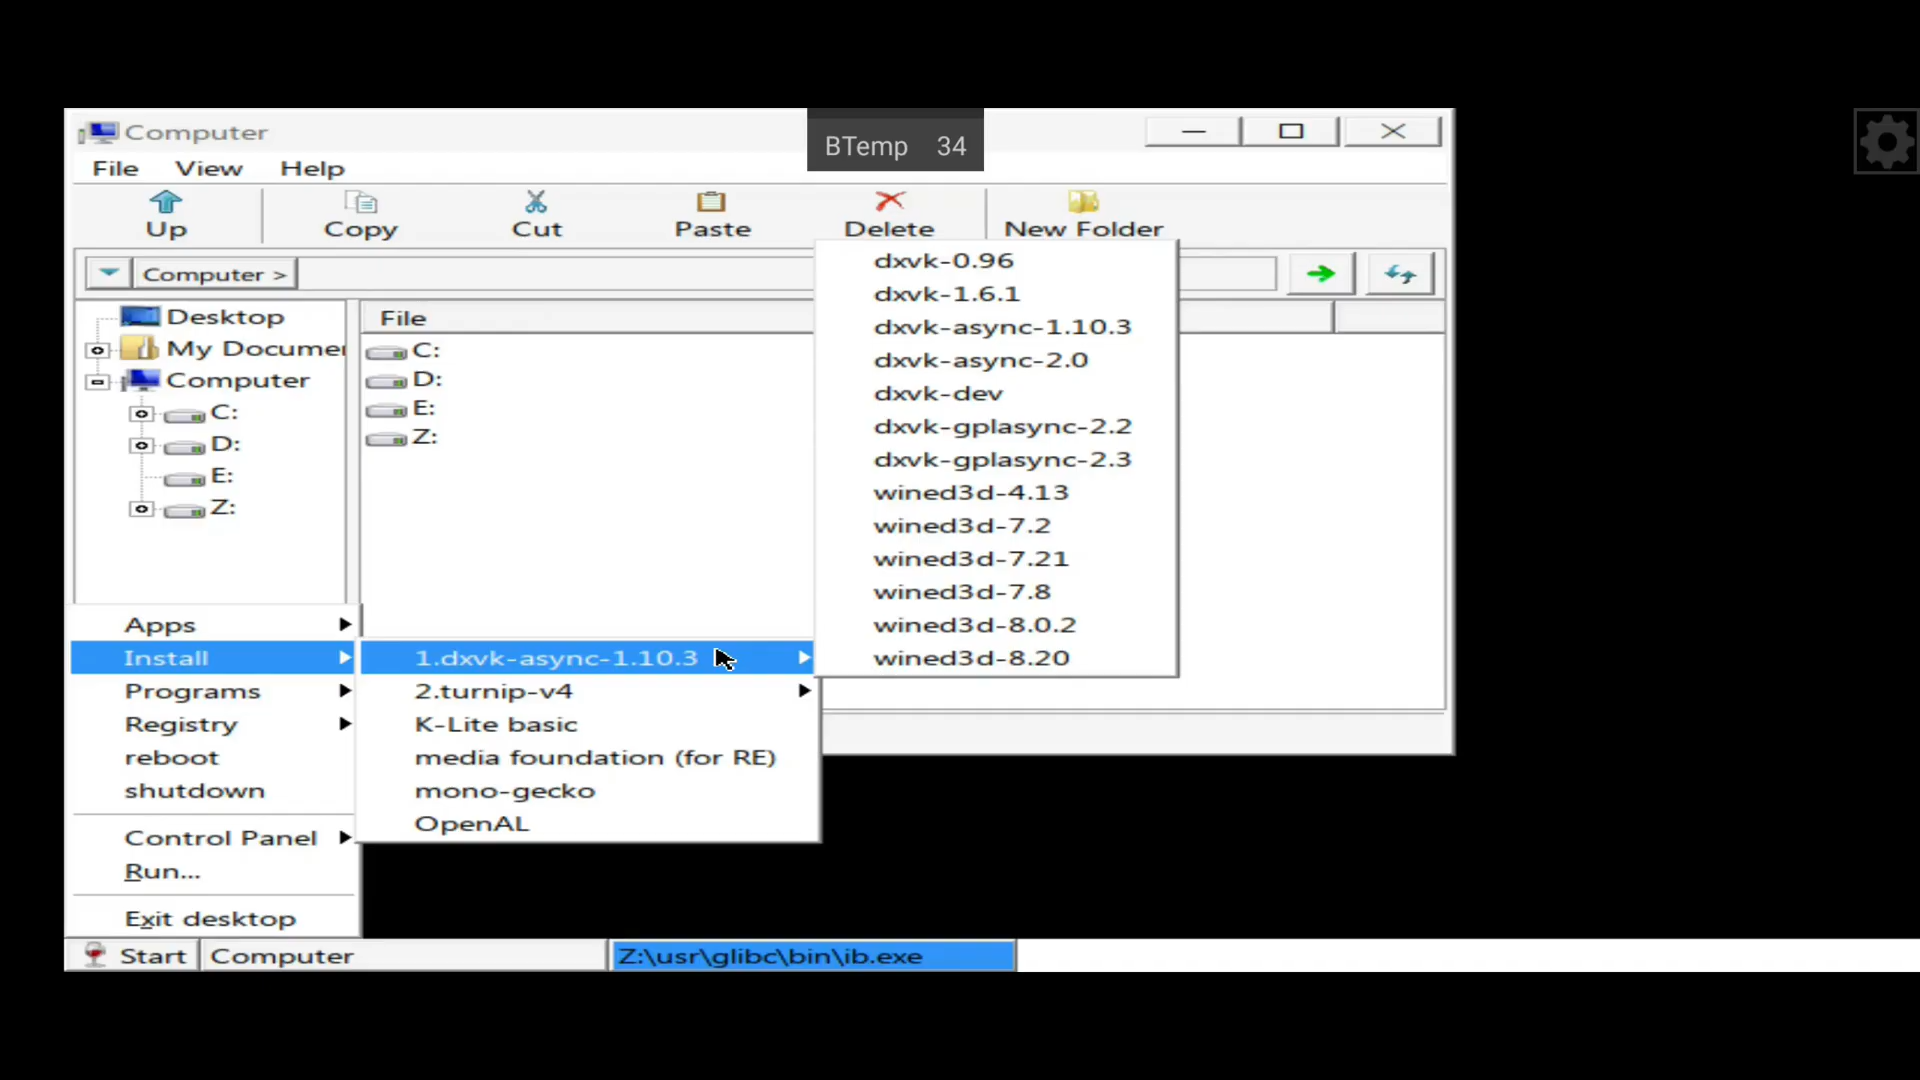 Computer
BTemp 34
File View Help
Up Copy Cut Paste Delete New Folder
Computer >
Desktop
My Documen
Computer
C:
D:
E:
Z:
File
C:
D:
E:
Z:
dxvk-0.96
dxvk-1.6.1
dxvk-async-1.10.3
dxvk-async-2.0
dxvk-dev
dxvk-gplasync-2.2
dxvk-gplasync-2.3
wined3d-4.13
wined3d-7.2
wined3d-7.21
wined3d-7.8
wined3d-8.0.2
wined3d-8.20
Apps
Install
Programs
Registry
reboot
shutdown
Control Panel
Run...
Exit desktop
1.dxvk-async-1.10.3
2.turnip-v4
K-Lite basic
media foundation (for RE)
mono-gecko
OpenAL
Start Computer Z:\usr\glibc\bin\ib.exe